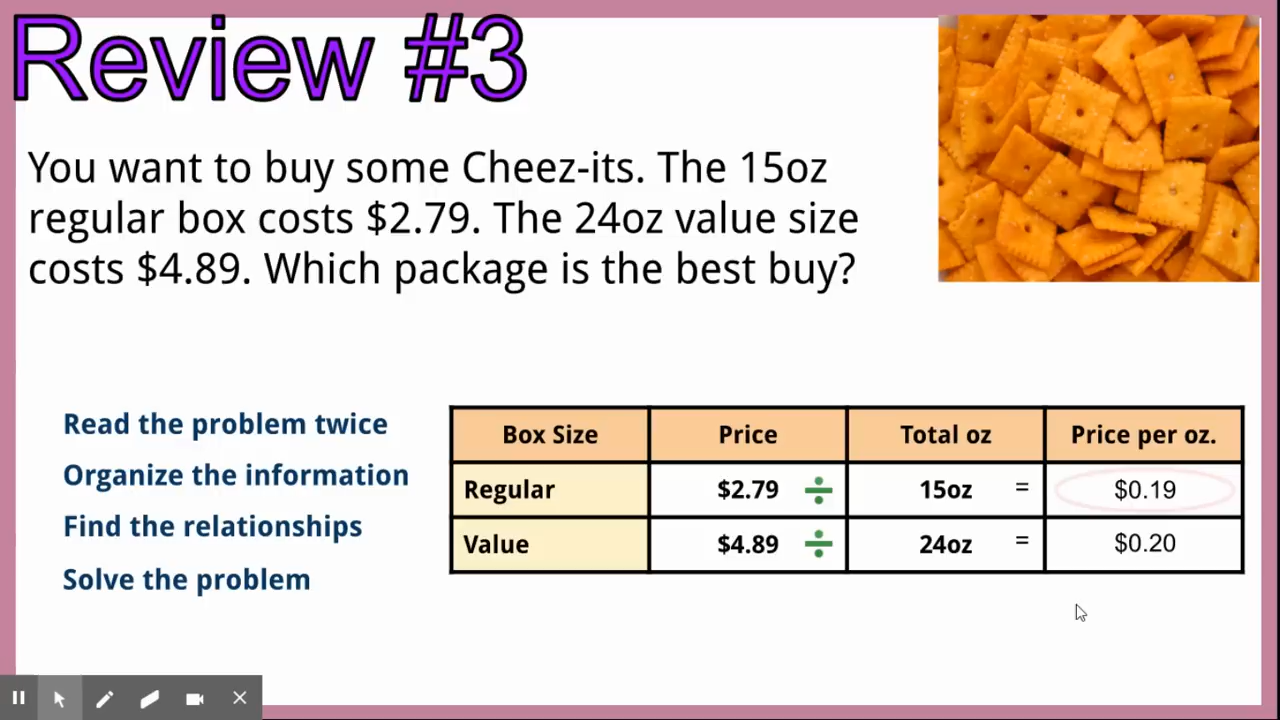 Review #3
You want to buy some Cheez-its. The 15oz
regular box costs $2.79. The 24oz value size
costs $4.89. Which package is the best buy?
Read the problem twice
Organize the information
Find the relationships
Solve the problem
Box Size Price Total oz Price per oz.
Regular $2.79 ÷ 15oz = $0.19
Value $4.89 ÷ 24oz = $0.20